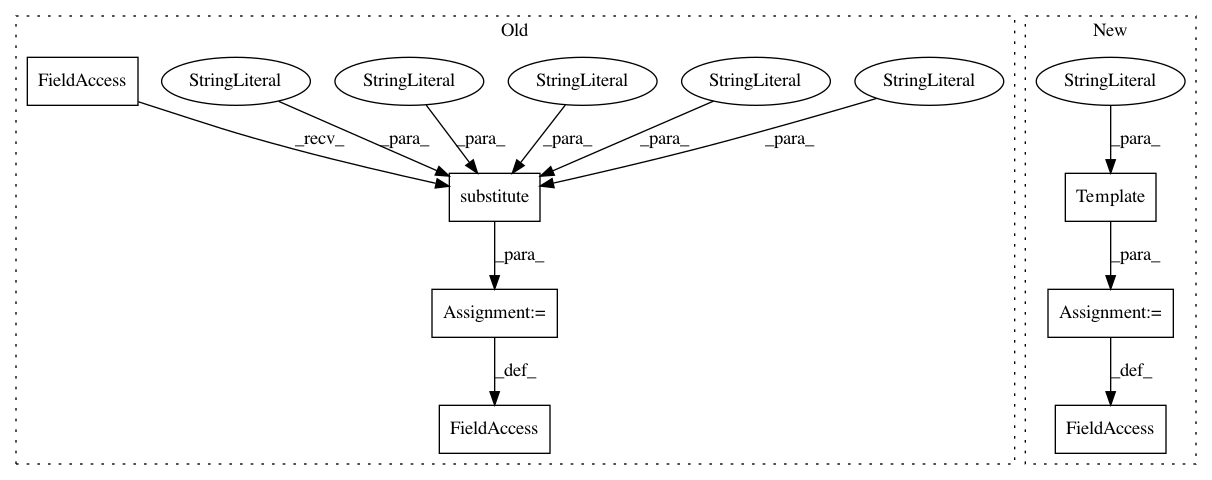 Old
New
FieldAccess
StringLiteral
StringLiteral
StringLiteral
StringLiteral
StringLiteral
StringLiteral
_recv_
_para_
_para_
_para_
_para_
_para_
_para_
substitute
Template
_para_
_para_
Assignment:=
Assignment:=
_def_
_def_
FieldAccess
FieldAccess